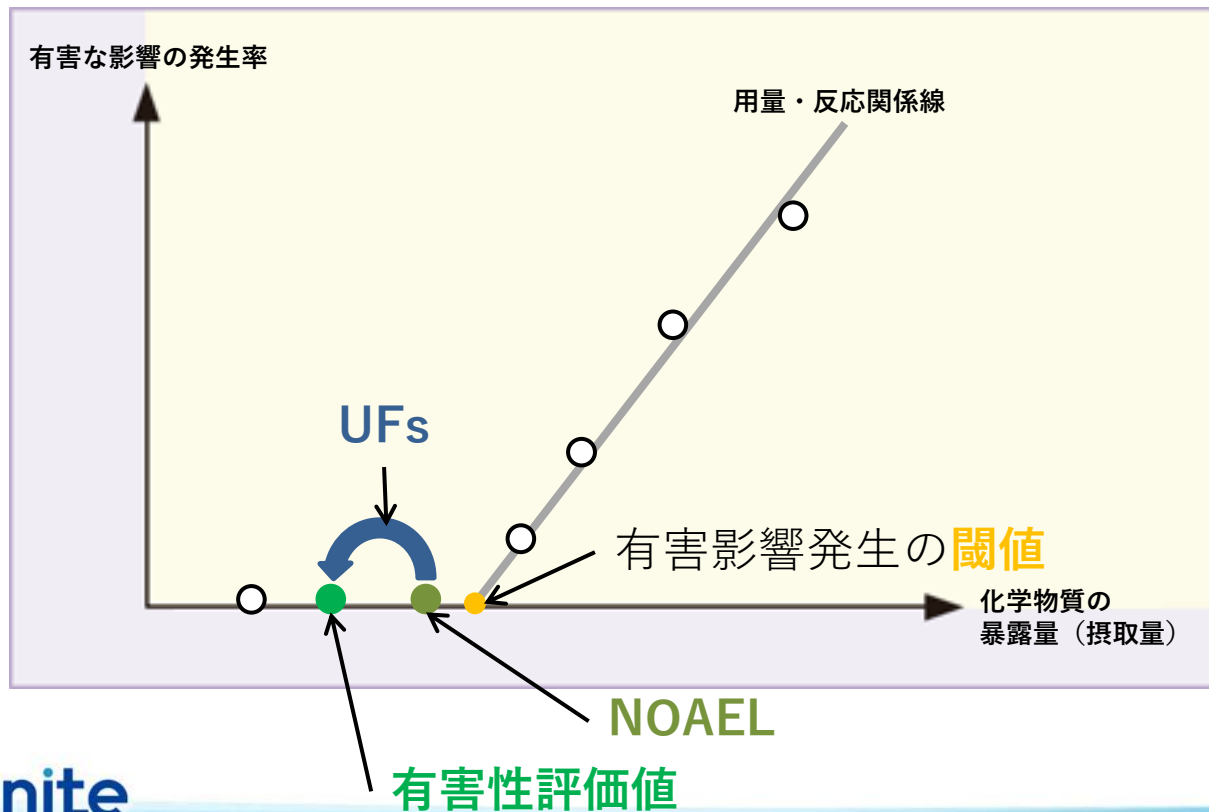 有害な影響の発生率
用量・反応関係線
UFs
有害影響発生の閾値
化学物質の
暴露量（摂取量）
NOAEL
有害性評価値
nite